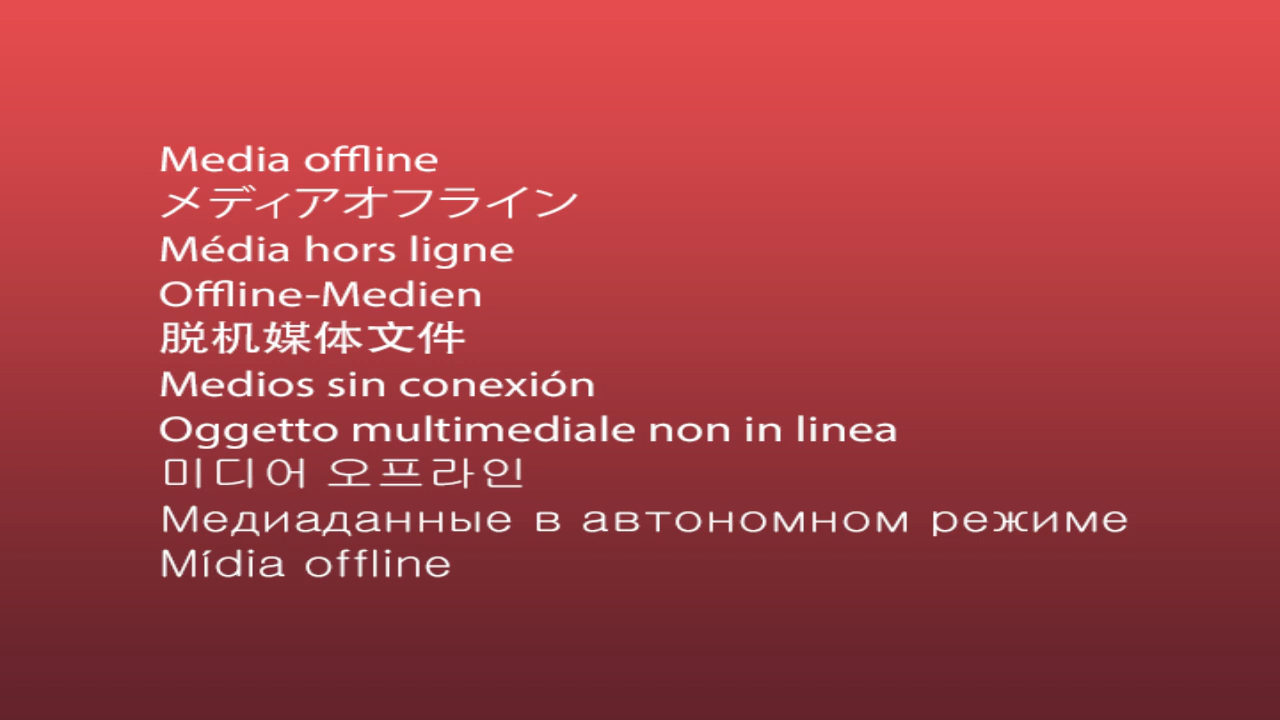 Media offline
メディアオフライン
Média hors ligne
Offline-Medien
脱机媒体文件
Medios sin conexión
Oggetto multimediale non in linea
미디어 오프라인
Медиаданные в автономном режиме
Mídia offline